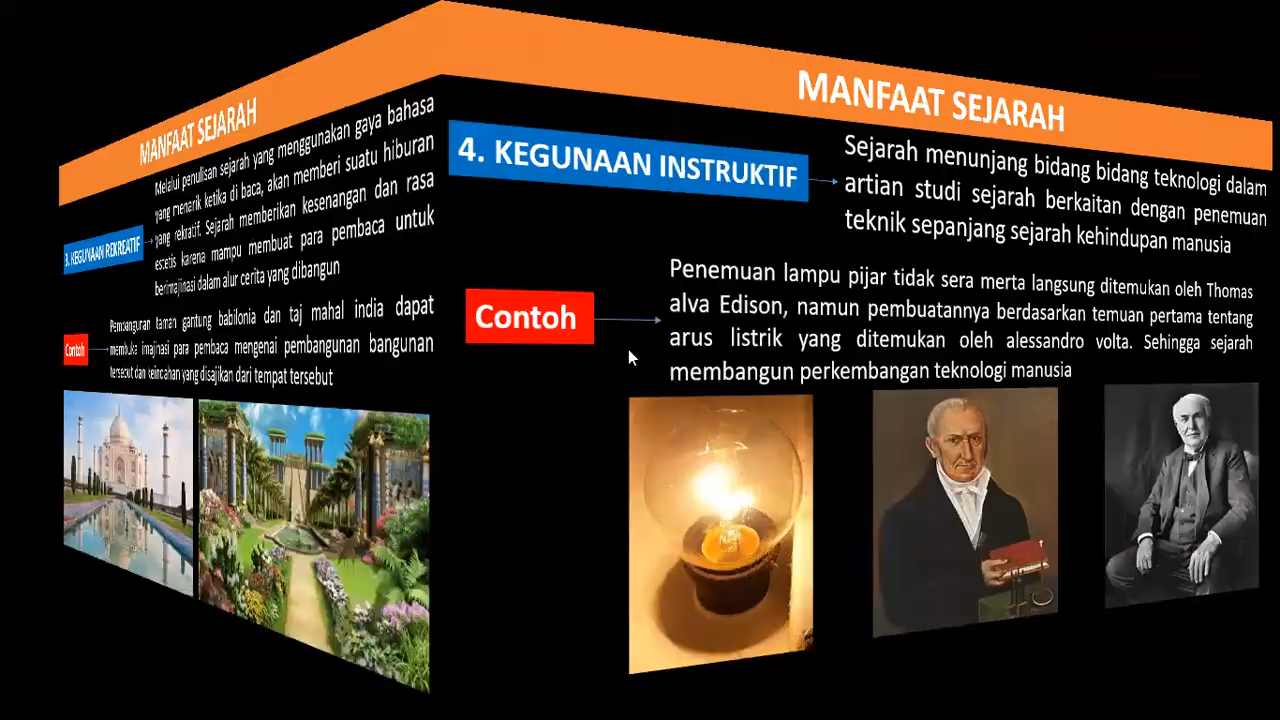 MANFAAT SEJARAH
Melalui penulisan sejarah yang menggunakan gaya bahasa
yang menarik ketika di baca, akan memberi suatu hiburan
yang rekratif. Sejarah memberikan kesenangan dan rasa
estetis karena mampu membuat para pembaca untuk
berimajinasi dalam alur cerita yang dibangun
3. KEGUNAAN REKREATIF
Pembangunan taman gantung babilonia dan taj mahal india dapat
membuka imajinasi para pembaca mengenai pembangunan bangunan
tersebut dan keindahan yang disajikan dari tempat tersebut
Contoh
MANFAAT SEJARAH
4. KEGUNAAN INSTRUKTIF
Sejarah menunjang bidang bidang teknologi dalam
artian studi sejarah berkaitan dengan penemuan
teknik sepanjang sejarah kehindupan manusia
Contoh
Penemuan lampu pijar tidak sera merta langsung ditemukan oleh Thomas
alva Edison, namun pembuatannya berdasarkan temuan pertama tentang
arus listrik yang ditemukan oleh alessandro volta. Sehingga sejarah
membangun perkembangan teknologi manusia